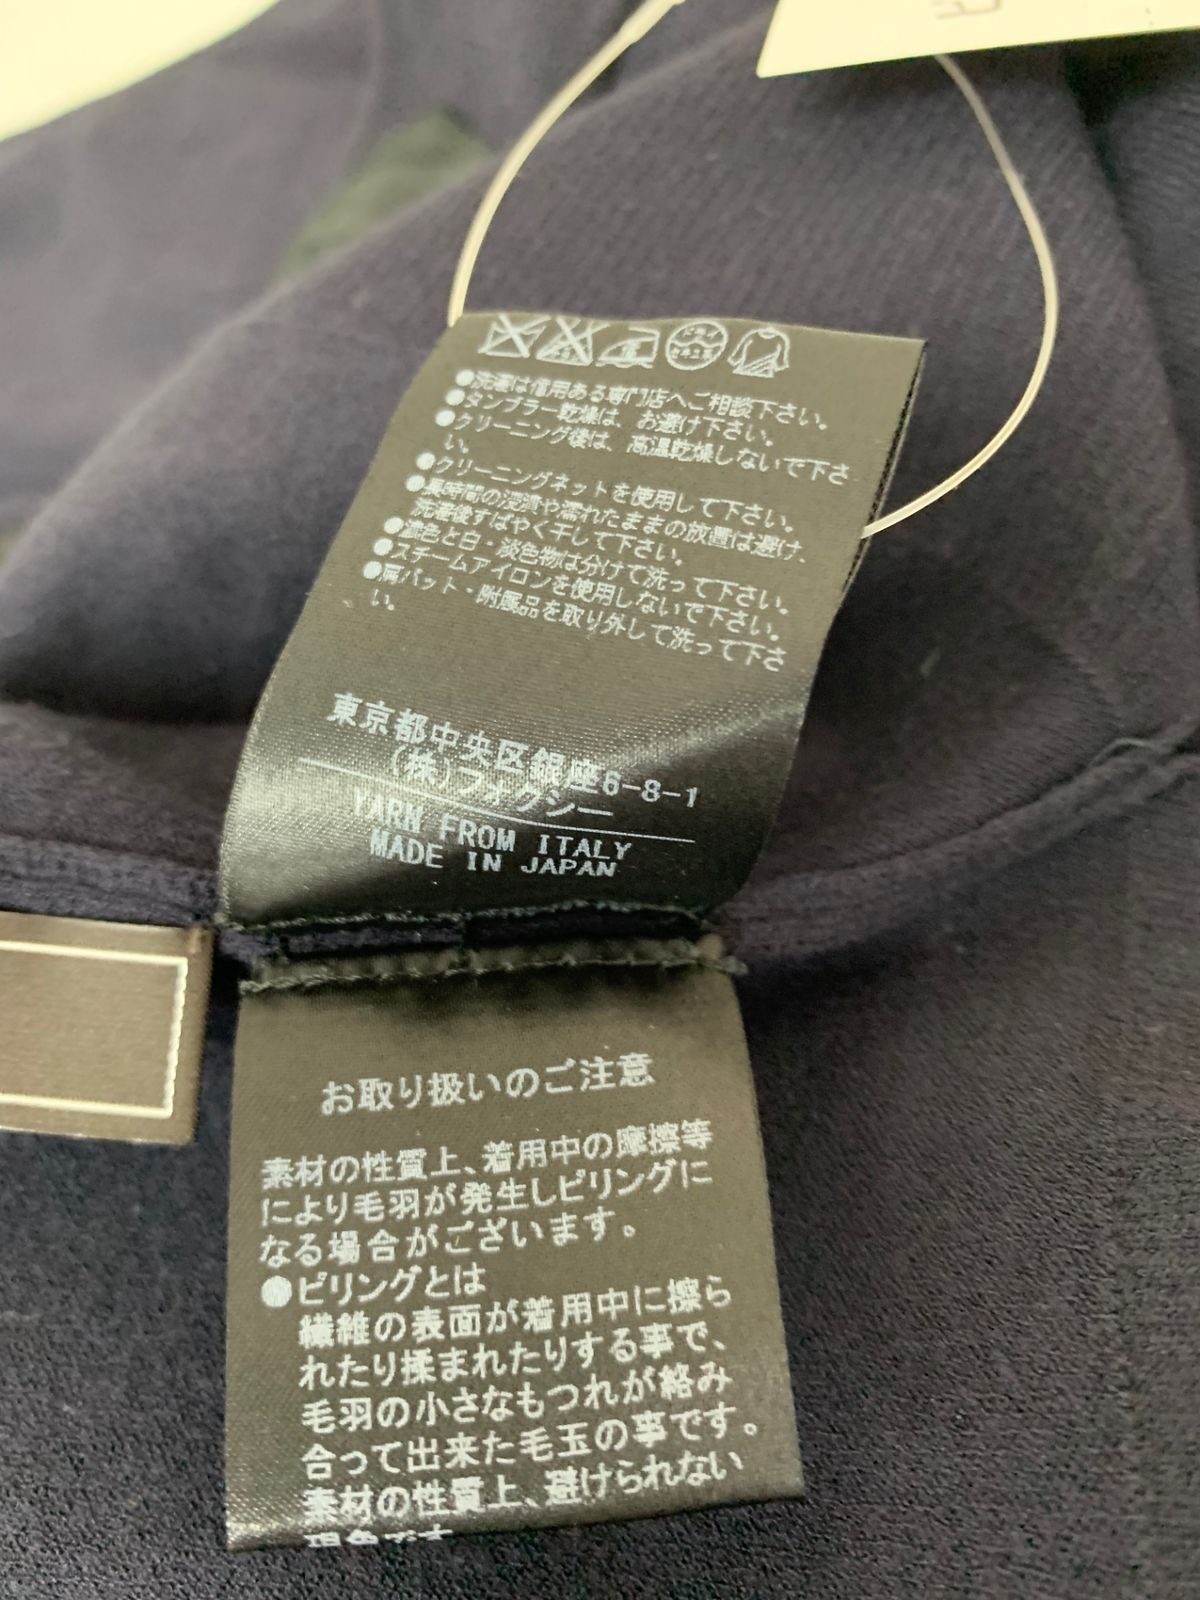 ドライ
セキユ系
●洗濯は信用ある専門店へご相談下さい。
●タンブラー乾燥は、お避け下さい。
●クリーニング後は、高温乾燥しないで下さ
い。
●クリーニングネットを使用して下さい。
●長時間の浸漬や濡れたままの放置は避け、
洗濯後すばやく干して下さい。
●濃色と白・淡色物は分けて洗って下さい。
●スチームアイロンを使用しないで下さい。
●肩パット・附属品を取り外して洗って下さ
い。
東京都中央区銀座6-8-1
(株)フォクシー
YARN FROM ITALY
MADE IN JAPAN
お取り扱いのご注意
素材の性質上、着用中の摩擦等
により毛羽が発生しピリングに
なる場合がございます。
●ピリングとは
繊維の表面が着用中に擦ら
れたり揉まれたりする事で、
毛羽の小さなもつれが絡み
合って出来た毛玉の事です。
素材の性質上、避けられない
現象です